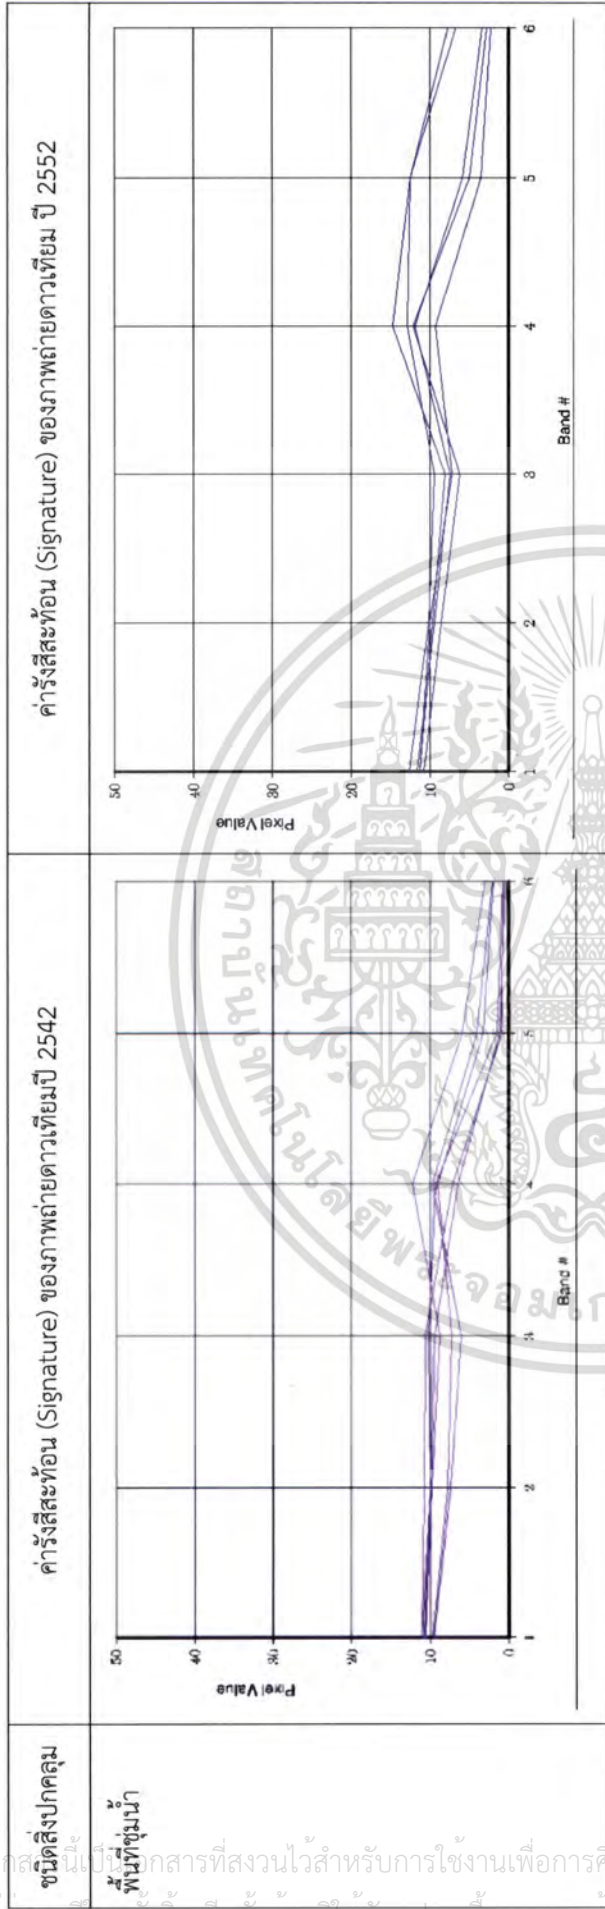 ชนิดสิ่งปกคลุม
ค่ารังสีสะท้อน (Signature) ของภาพถ่ายดาวเทียมปี 2542
ค่ารังสีสะท้อน (Signature) ของภาพถ่ายดาวเทียม ปี 2552
พื้นที่ชุ่มน้ำ
Pixel Value
50
40
30
20
10
0
1
2
3
4
5
6
Band #
Pixel Value
50
40
30
20
10
0
1
2
3
4
5
6
Band #
สารนี้เป็นเอกสารที่สงวนไว้สำหรับการใช้งานเพื่อการศึ